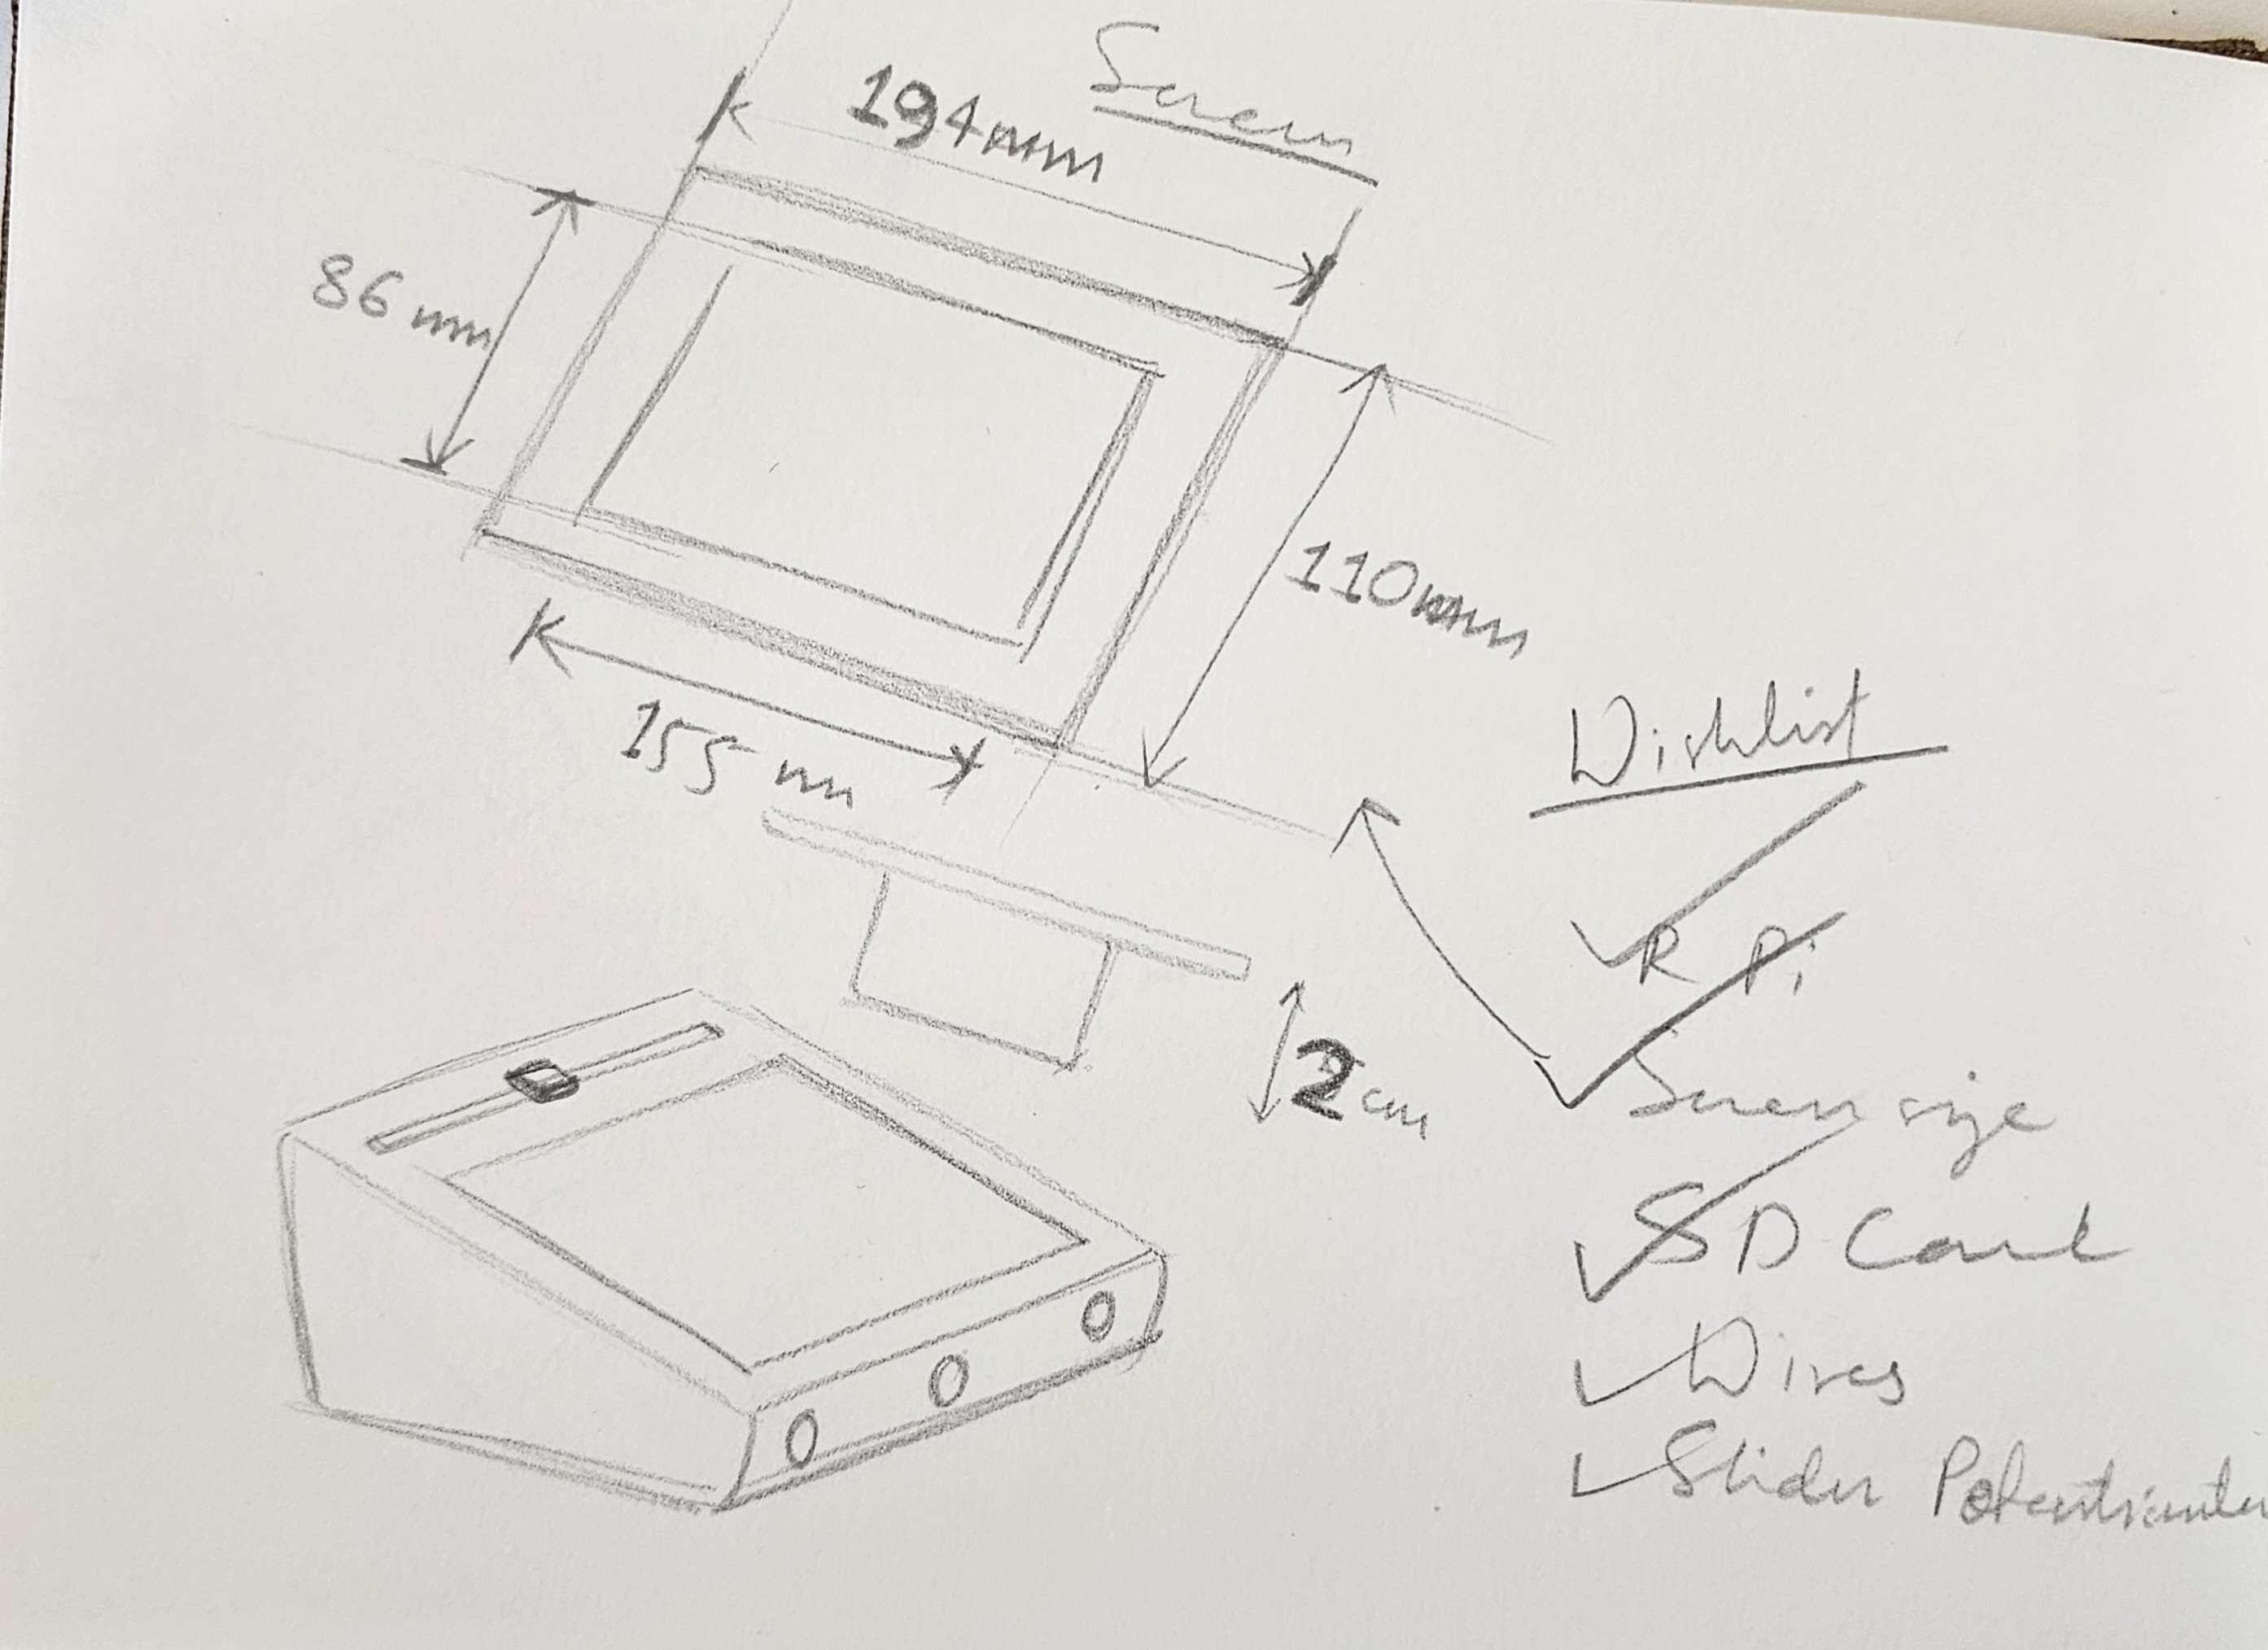 Screen
194mm
86 mm
110mm
155 mm
2cm
Wishlist
R Pi
Screen size
SD Card
Wires
Slider Potentiometer